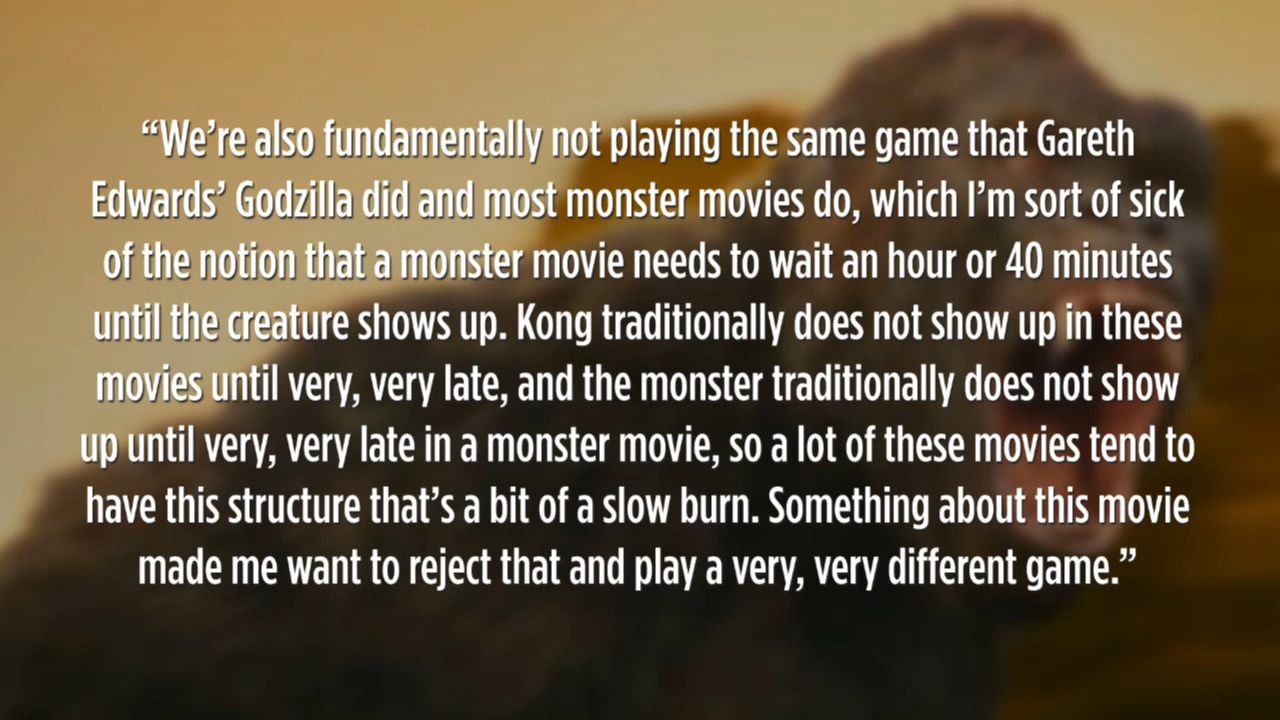 “We’re also fundamentally not playing the same game that Gareth
Edwards’ Godzilla did and most monster movies do, which I’m sort of sick
of the notion that a monster movie needs to wait an hour or 40 minutes
until the creature shows up. Kong traditionally does not show up in these
movies until very, very late, and the monster traditionally does not show
up until very, very late in a monster movie, so a lot of these movies tend to
have this structure that’s a bit of a slow burn. Something about this movie
made me want to reject that and play a very, very different game.”